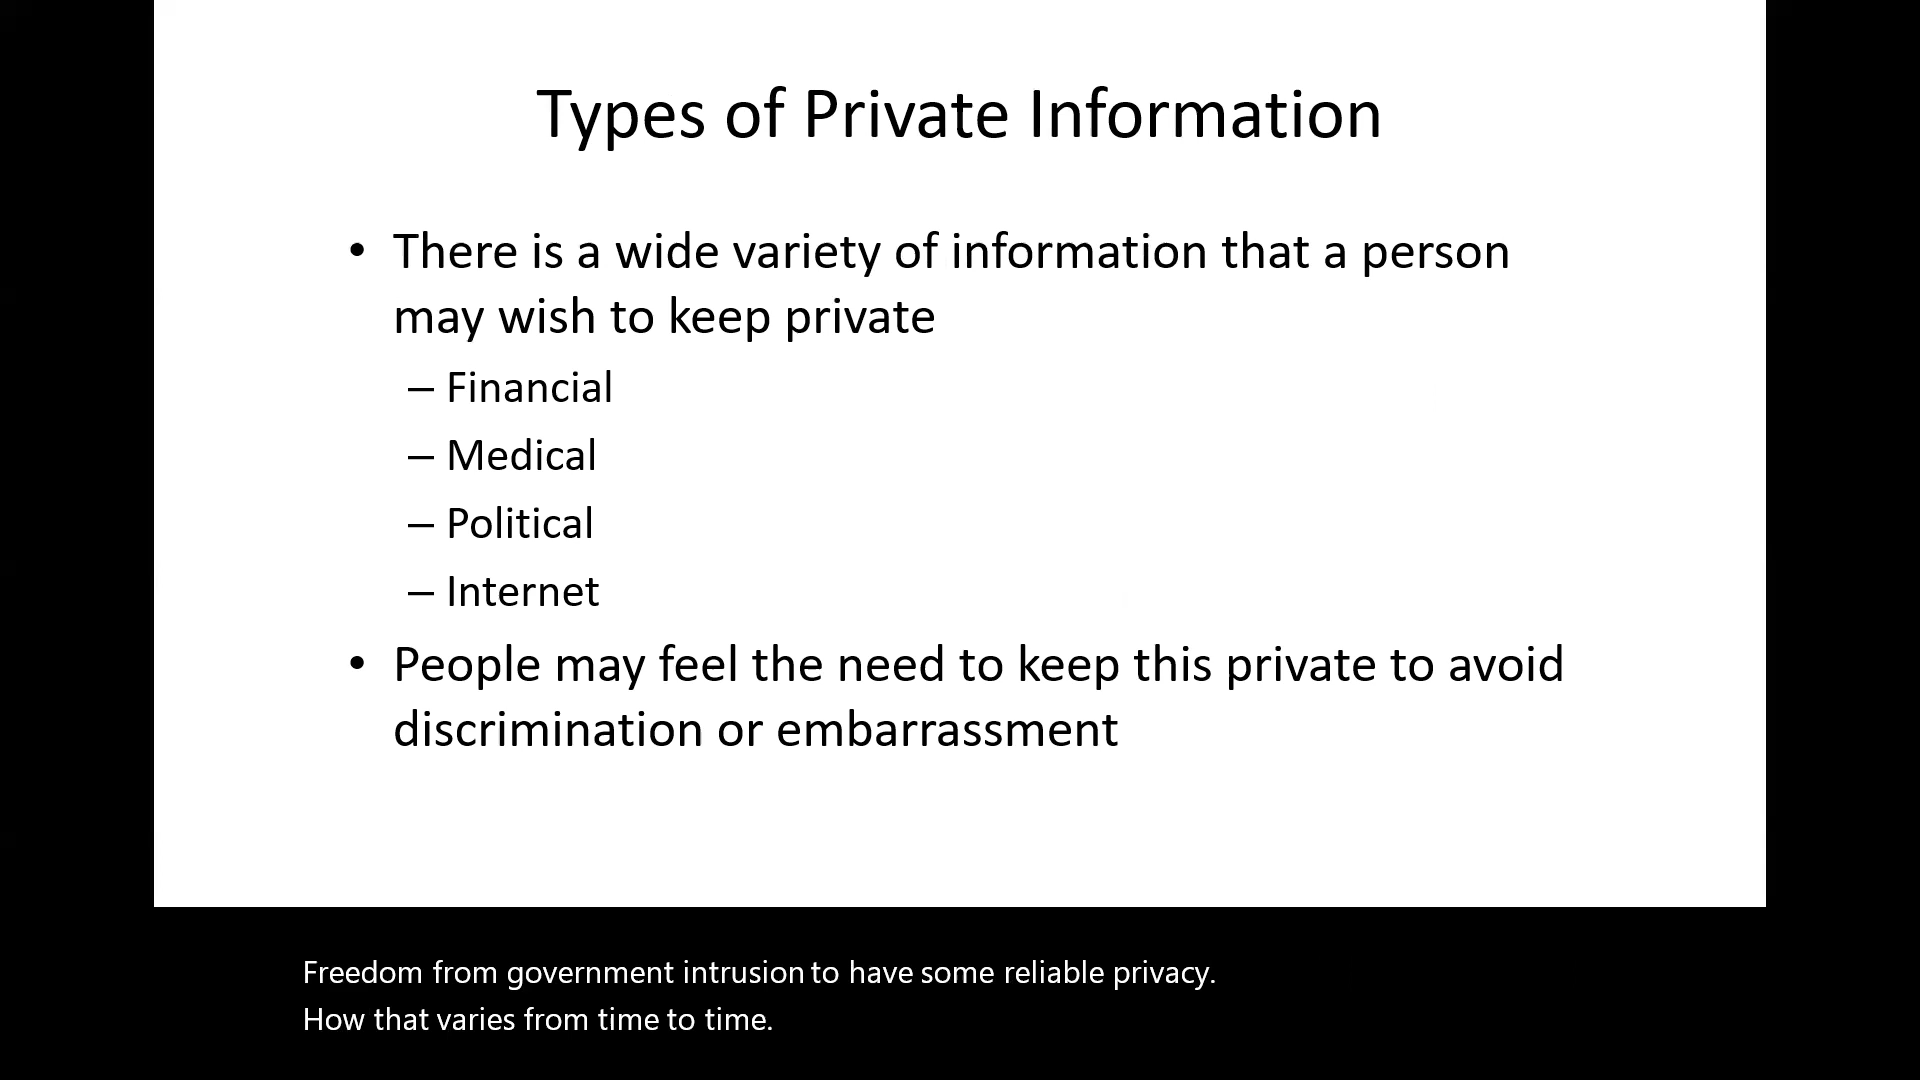 Types of Private Information
• There is a wide variety of information that a person
may wish to keep private
– Financial
– Medical
– Political
– Internet
• People may feel the need to keep this private to avoid
discrimination or embarrassment
Freedom from government intrusion to have some reliable privacy.
How that varies from time to time.